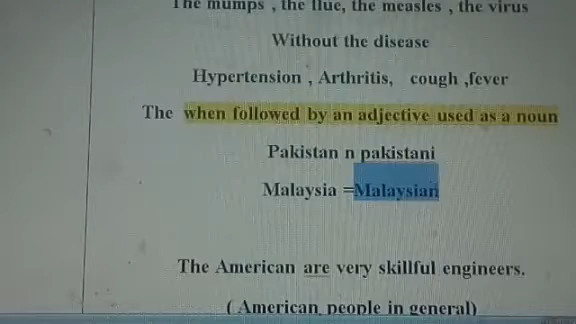 The mumps , the flue, the measles , the virus
Without the disease
Hypertension , Arthritis, cough ,fever
The when followed by an adjective used as a noun
Pakistan n pakistani
Malaysia =Malaysian
The American are very skillful engineers.
( American people in general)